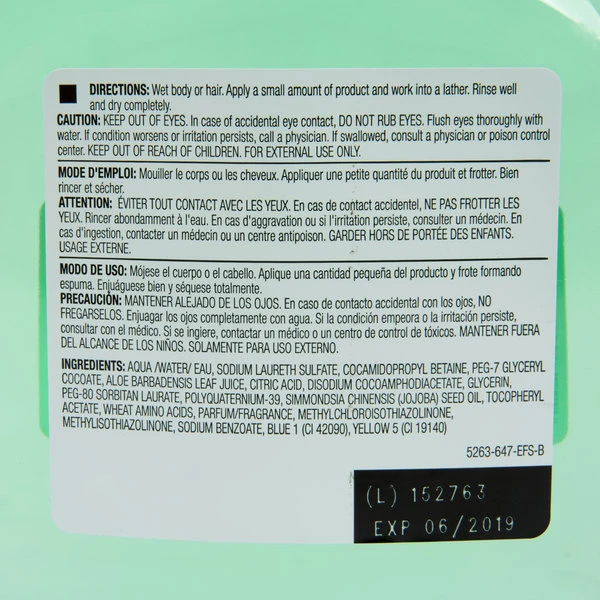 DIRECTIONS: Wet body or hair. Apply a small amount of product and work into a lather. Rinse well
and dry completely.
CAUTION: KEEP OUT OF EYES. In case of accidental eye contact, DO NOT RUB EYES. Flush eyes thoroughly with
water. If condition worsens or irritation persists, call a physician. If swallowed, consult a physician or poison control
center. KEEP OUT OF REACH OF CHILDREN. FOR EXTERNAL USE ONLY.
MODE D'EMPLOI: Mouiller le corps ou les cheveux. Appliquer une petite quantité du produit et frotter. Bien
rincer et sécher.
ATTENTION: ÉVITER TOUT CONTACT AVEC LES YEUX. En cas de contact accidentel, NE PAS FROTTER LES
YEUX. Rincer abondamment à l'eau. En cas d'aggravation ou si l'irritation persiste, consulter un médecin. En
cas d'ingestion, contacter un médecin ou un centre antipoison. GARDER HORS DE PORTÉE DES ENFANTS.
USAGE EXTERNE.
MODO DE USO: Mójese el cuerpo o el cabello. Aplique una cantidad pequeña del producto y frote formando
espuma. Enjuáguese bien y séquese totalmente.
PRECAUCIÓN: MANTENER ALEJADO DE LOS OJOS. En caso de contacto accidental con los ojos, NO
FREGARSELOS. Enjuagar los ojos completamente con agua. Si la condición empeora o la irritación persiste,
consultar con el médico. Si se ingiere, contactar un médico o un centro de control de tóxicos. MANTENER FUERA
DEL ALCANCE DE LOS NIÑOS. SOLAMENTE PARA USO EXTERNO.
INGREDIENTS: AQUA /WATER/ EAU, SODIUM LAURETH SULFATE, COCAMIDOPROPYL BETAINE, PEG-7 GLYCERYL
COCOATE, ALOE BARBADENSIS LEAF JUICE, CITRIC ACID, DISODIUM COCOAMPHODIACETATE, GLYCERIN,
PEG-80 SORBITAN LAURATE, POLYQUATERNIUM-39, SIMMONDSIA CHINENSIS (JOJOBA) SEED OIL, TOCOPHERYL
ACETATE, WHEAT AMINO ACIDS, PARFUM/FRAGRANCE, METHYLCHLOROISOTHIAZOLINONE,
METHYLISOTHIAZOLINONE, SODIUM BENZOATE, BLUE 1 (CI 42090), YELLOW 5 (CI 19140)
5263-647-EFS-B
(L) 152763
EXP 06/2019